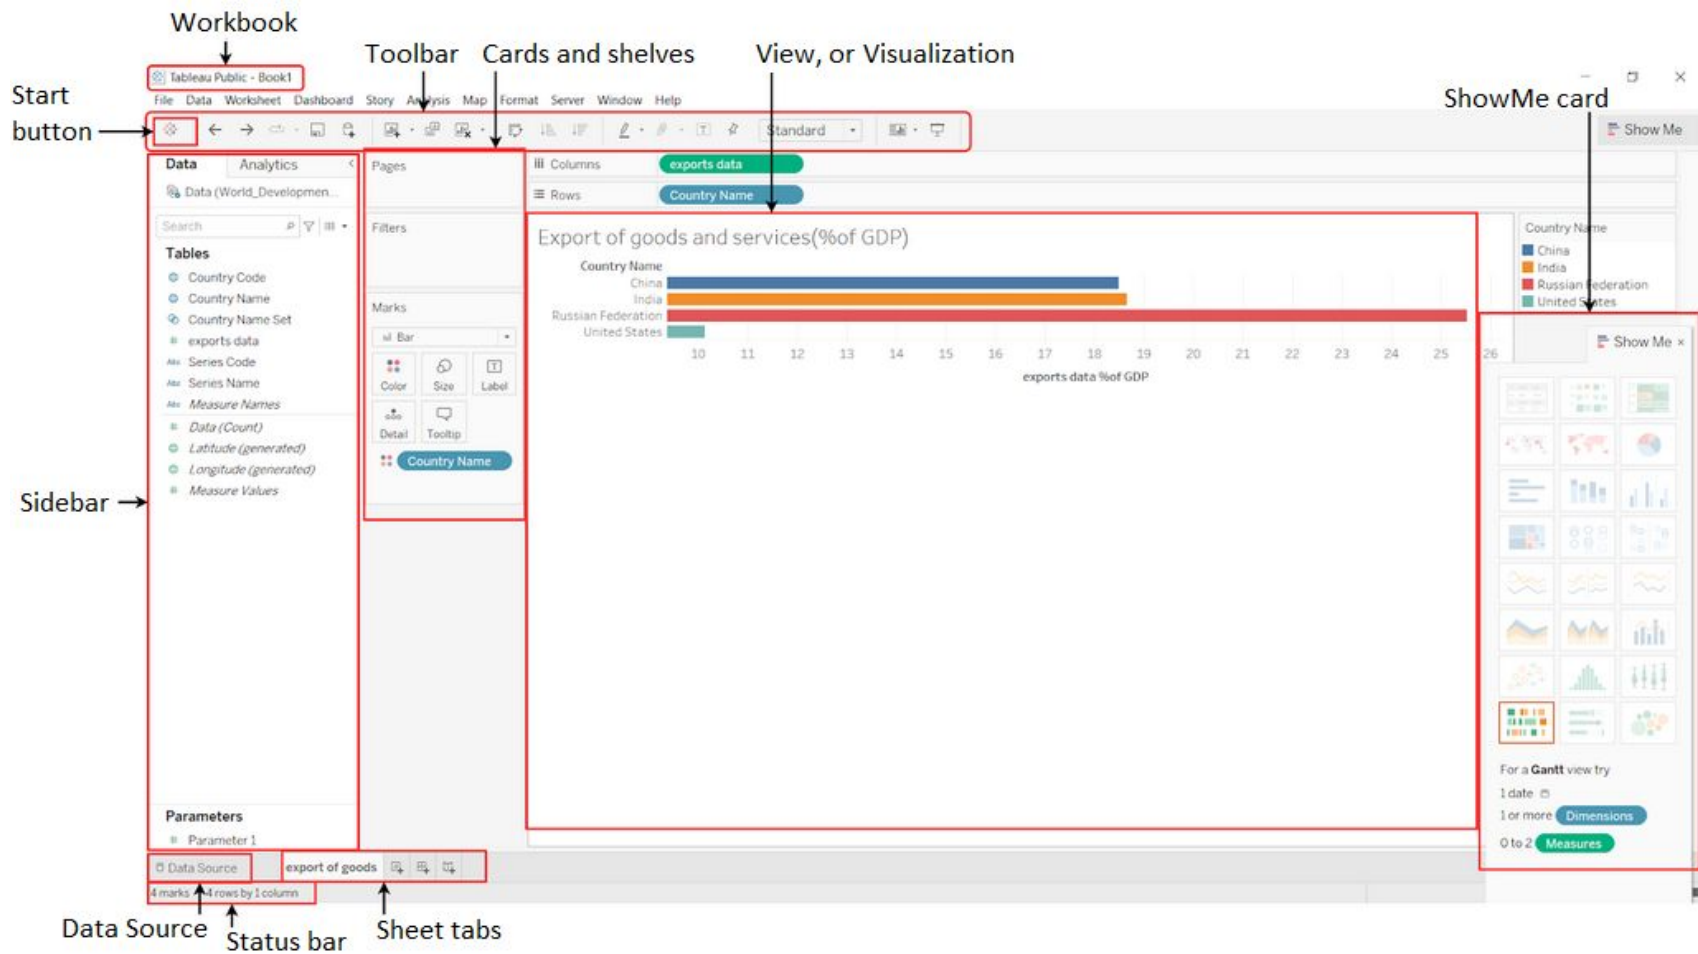 Workbook
Toolbar Cards and shelves View, or Visualization
Tableau Public - Book1
Start
button
ShowMe card
File Data Worksheet Dashboard Story Analysis Map Format Server Window Help
Standard
Show Me
Data Analytics
Pages
Columns exports data
Data (World_Developmen...
Rows Country Name
Search
Filters
Export of goods and services(%of GDP)
Country Name
China
India
Russian Federation
United States
Tables
Country Code
Country Name
Country Name Set
exports data
Abc Series Code
Abc Series Name
Abc Measure Names
Data (Count)
Latitude (generated)
Longitude (generated)
Measure Values
Country Name
China
India
Russian Federation
United States
10 11 12 13 14 15 16 17 18 19 20 21 22 23 24 25 26
exports data %of GDP
Marks
Bar
Color Size Label
Detail Tooltip
Country Name
Show Me ×
Sidebar
For a Gantt view try
1 date
1 or more Dimensions
0 to 2 Measures
Parameters
Parameter 1
Data Source export of goods
4 marks 4 rows by 1 column
Data Source Status bar Sheet tabs